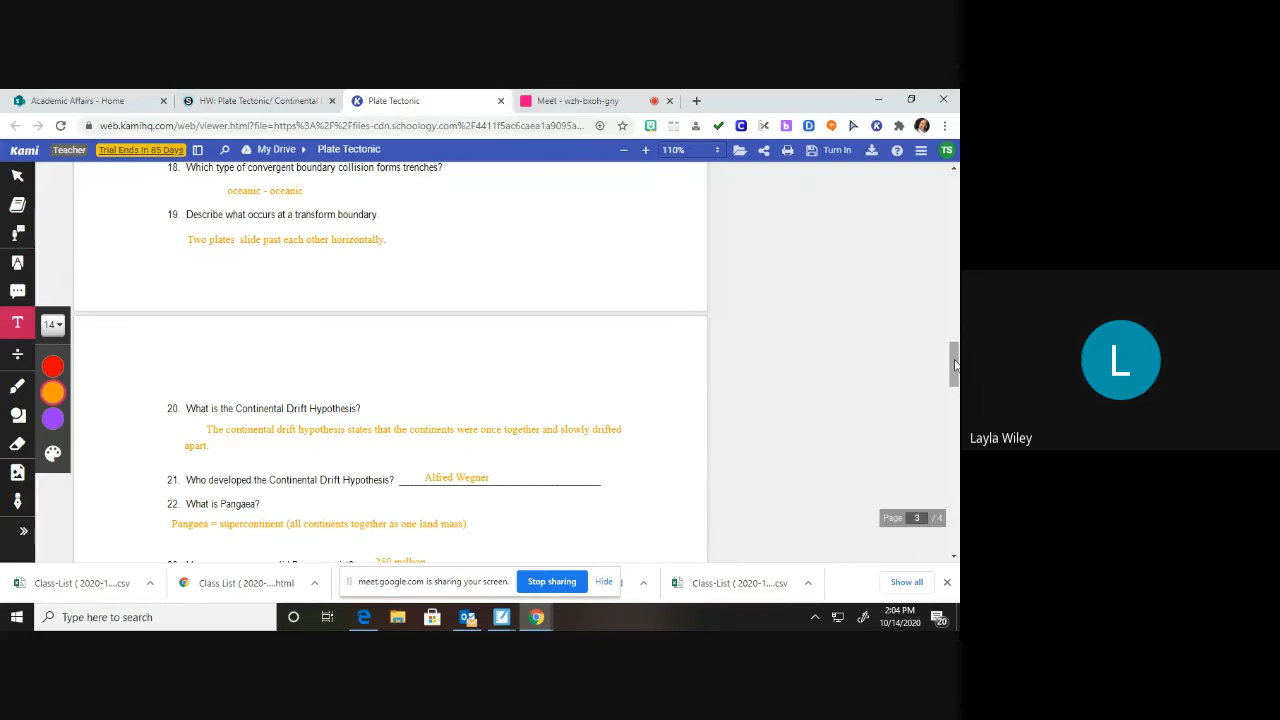 Academic Affairs - Home
HW: Plate Tectonic/ Continental
Plate Tectonic
Meet - wzh-bxoh-gny
web.kamihq.com/web/viewer.html?file=https%3A%2F%2Ffiles-cdn.schoology.com%2F4411f5ac6caea1a9095a...
Kami
Teacher
Trial Ends In 85 Days
My Drive
Plate Tectonic
110%
Turn In
TS
18. Which type of convergent boundary collision forms trenches?
oceanic - oceanic
19. Describe what occurs at a transform boundary.
Two plates slide past each other horizontally.
14
20. What is the Continental Drift Hypothesis?
The continental drift hypothesis states that the continents were once together and slowly drifted
apart.
21. Who developed the Continental Drift Hypothesis?
Alfred Wegner
22. What is Pangaea?
Pangaea = supercontinent (all continents together as one land mass).
250 million
Page 3 / 4
L
Layla Wiley
Class-List ( 2020-1....csv
Class List ( 2020-....html
meet.google.com is sharing your screen.
Stop sharing
Hide
Class-List ( 2020-1....csv
Show all
Type here to search
2:04 PM
10/14/2020
20